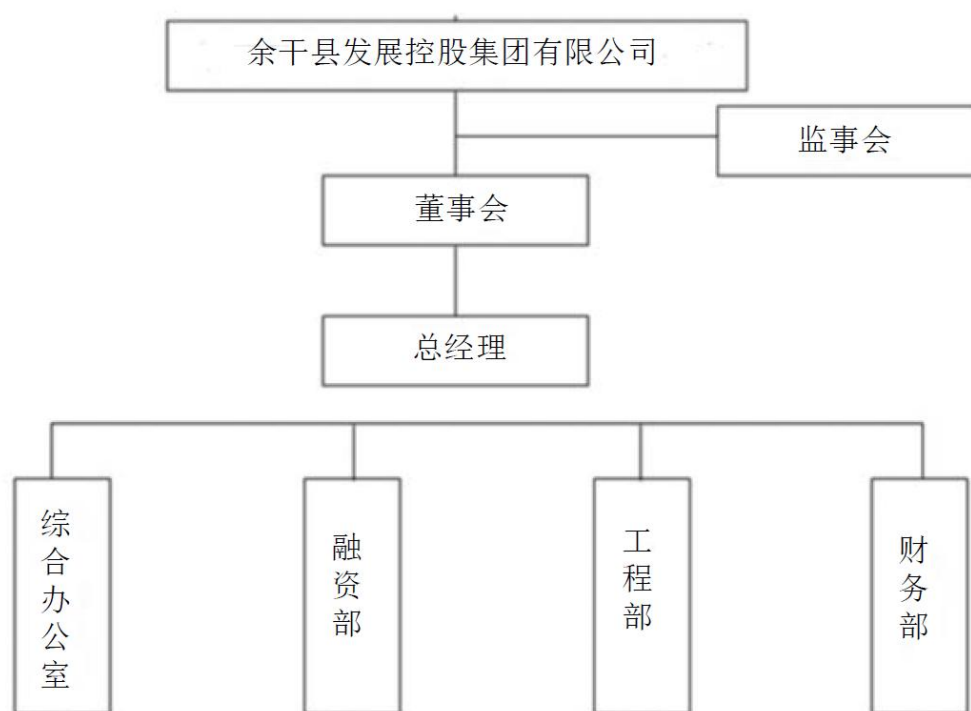 余干县发展控股集团有限公司
监事会
董事会
总经理
综合办公室
融资部
工程部
财务部